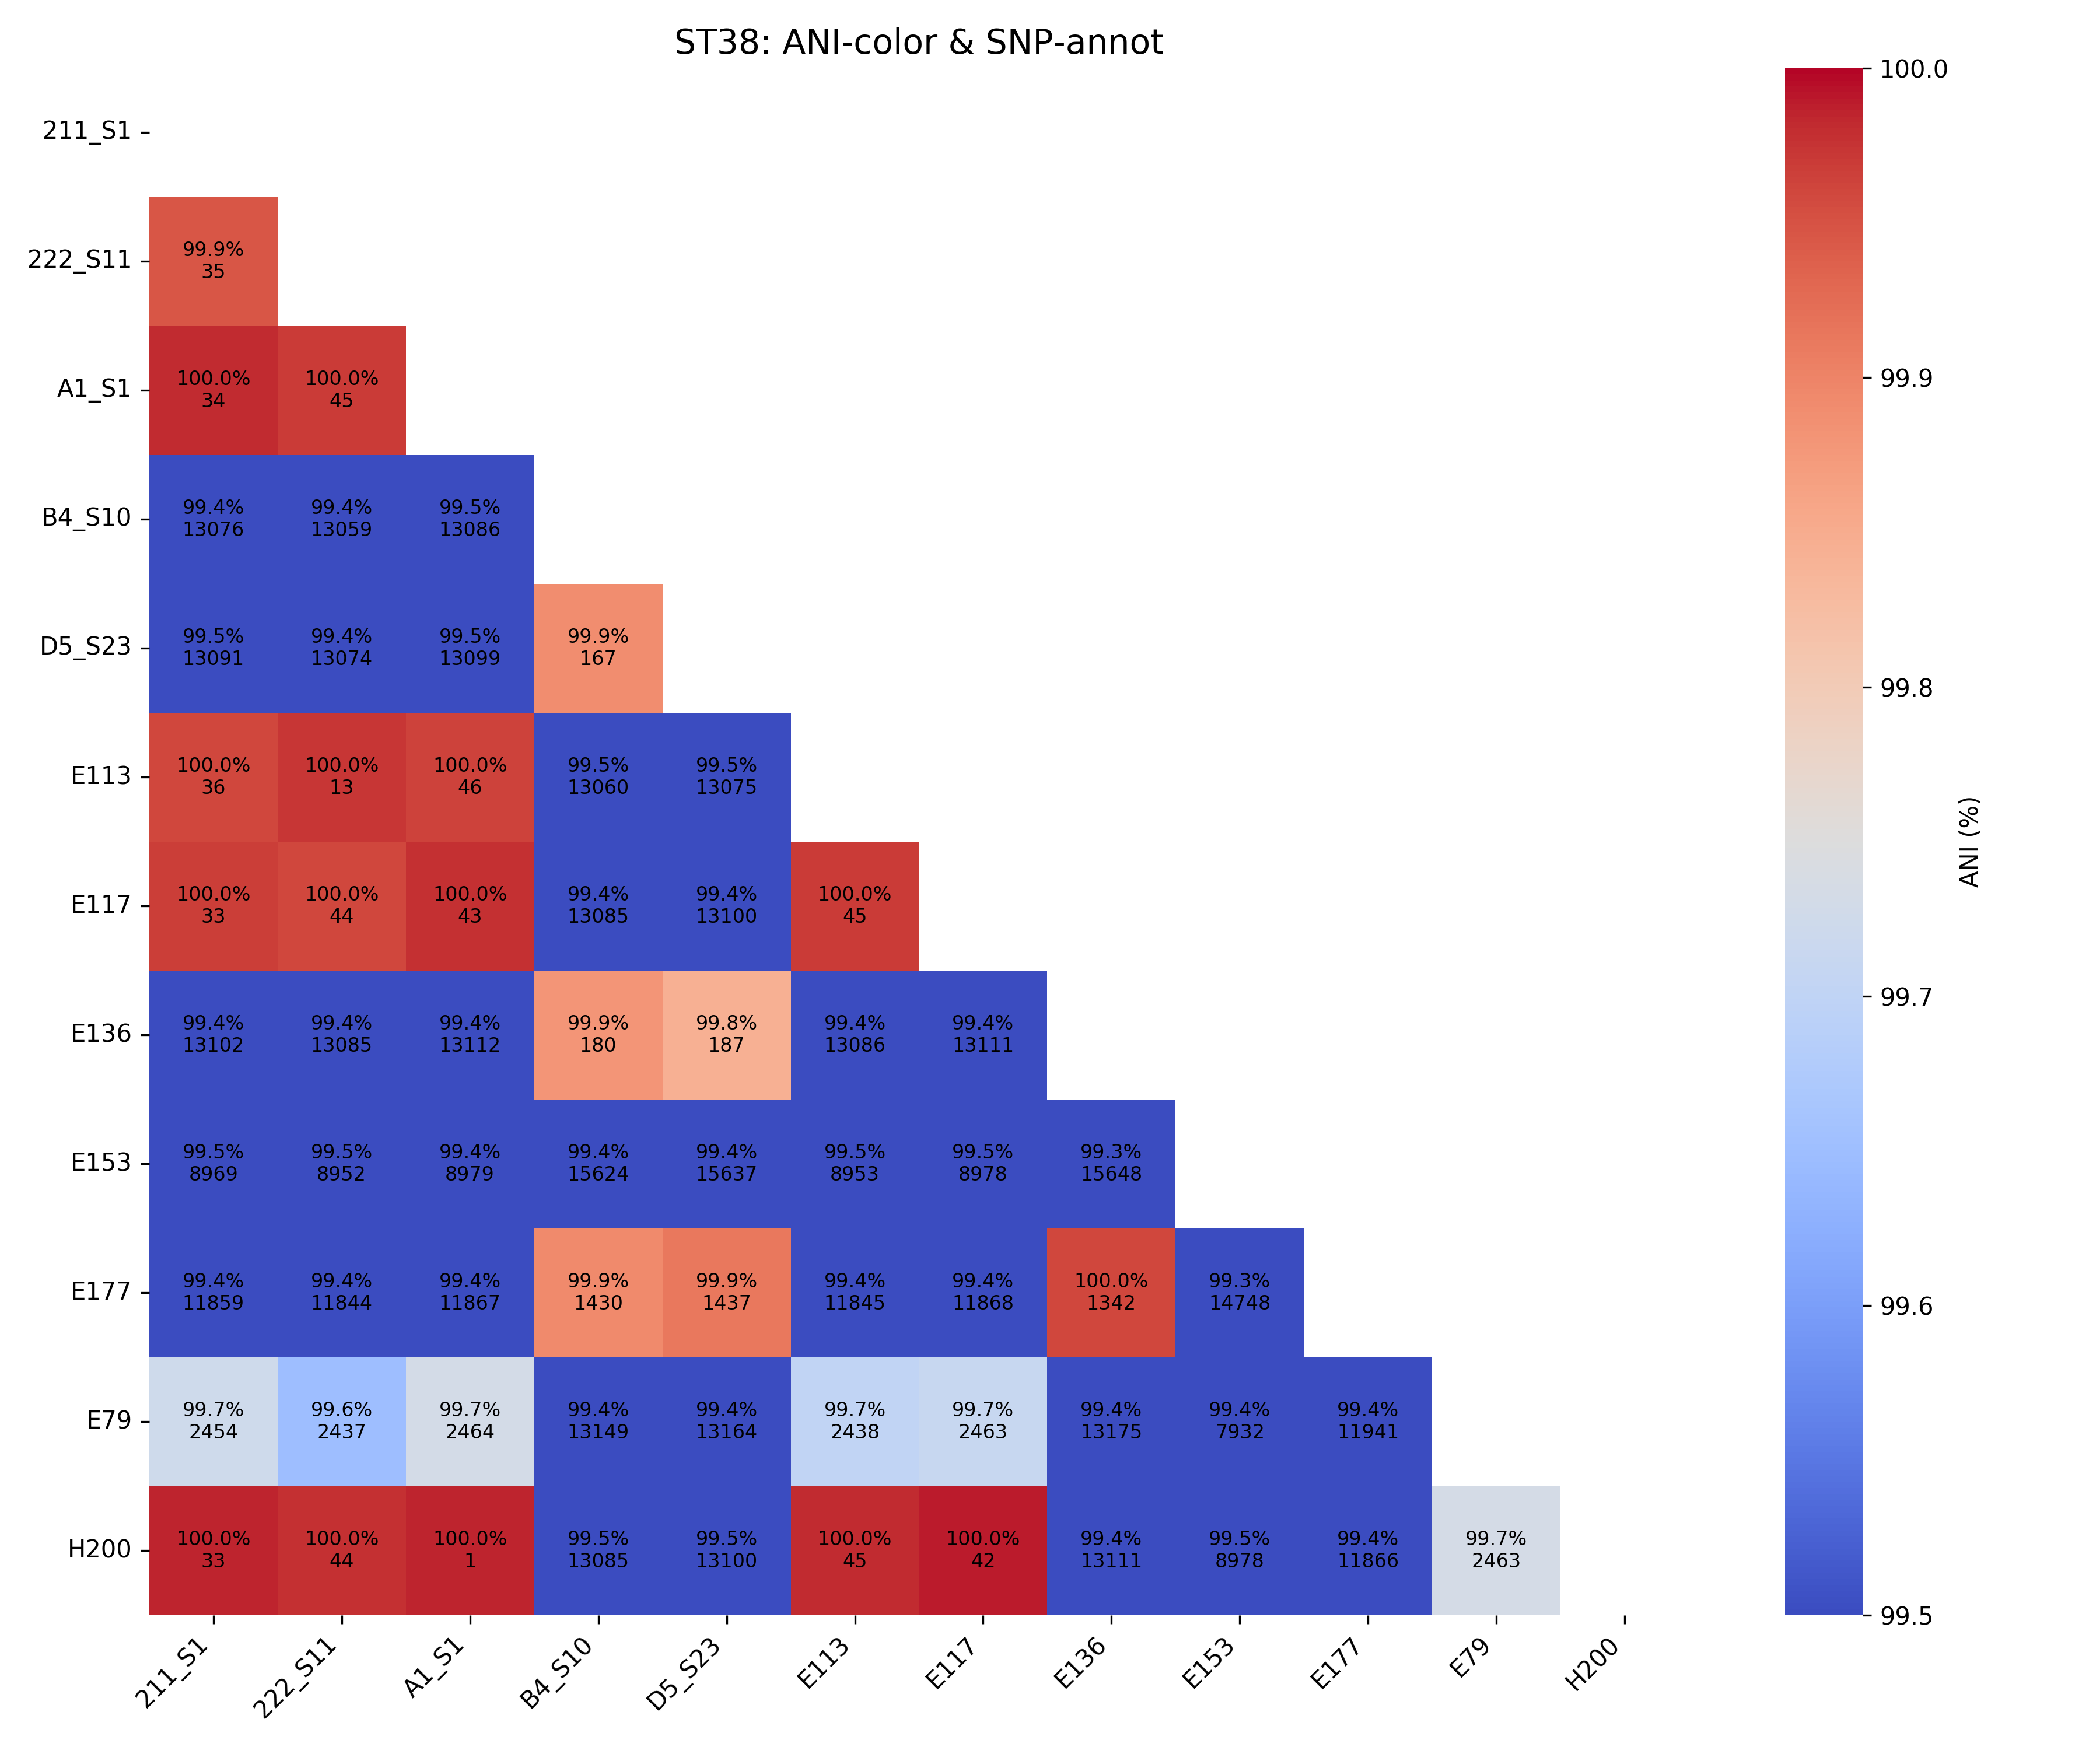 ST38: ANI-color & SNP-annot
211_S1
222_S11
99.9%
35
A1_S1
100.0% 100.0%
34 45
B4_S10
99.4% 99.4% 99.5%
13076 13059 13086
D5_S23
99.5% 99.4% 99.5% 99.9%
13091 13074 13099 167
E113
100.0% 100.0% 100.0% 99.5% 99.5%
36 13 46 13060 13075
E117
100.0% 100.0% 100.0% 99.4% 99.4% 100.0%
33 44 43 13085 13100 45
E136
99.4% 99.4% 99.4% 99.9% 99.8% 99.4% 99.4%
13102 13085 13112 180 187 13086 13111
E153
99.5% 99.5% 99.4% 99.4% 99.4% 99.5% 99.5% 99.3%
8969 8952 8979 15624 15637 8953 8978 15648
E177
99.4% 99.4% 99.4% 99.9% 99.9% 99.4% 99.4% 100.0% 99.3%
11859 11844 11867 1430 1437 11845 11868 1342 14748
E79
99.7% 99.6% 99.7% 99.4% 99.4% 99.7% 99.7% 99.4% 99.4% 99.4%
2454 2437 2464 13149 13164 2438 2463 13175 7932 11941
H200
100.0% 100.0% 100.0% 99.5% 99.5% 100.0% 100.0% 99.4% 99.5% 99.4% 99.7%
33 44 1 13085 13100 45 42 13111 8978 11866 2463
211_S1 222_S11 A1_S1 B4_S10 D5_S23 E113 E117 E136 E153 E177 E79 H200
100.0
99.9
99.8
99.7
99.6
99.5
ANI (%)